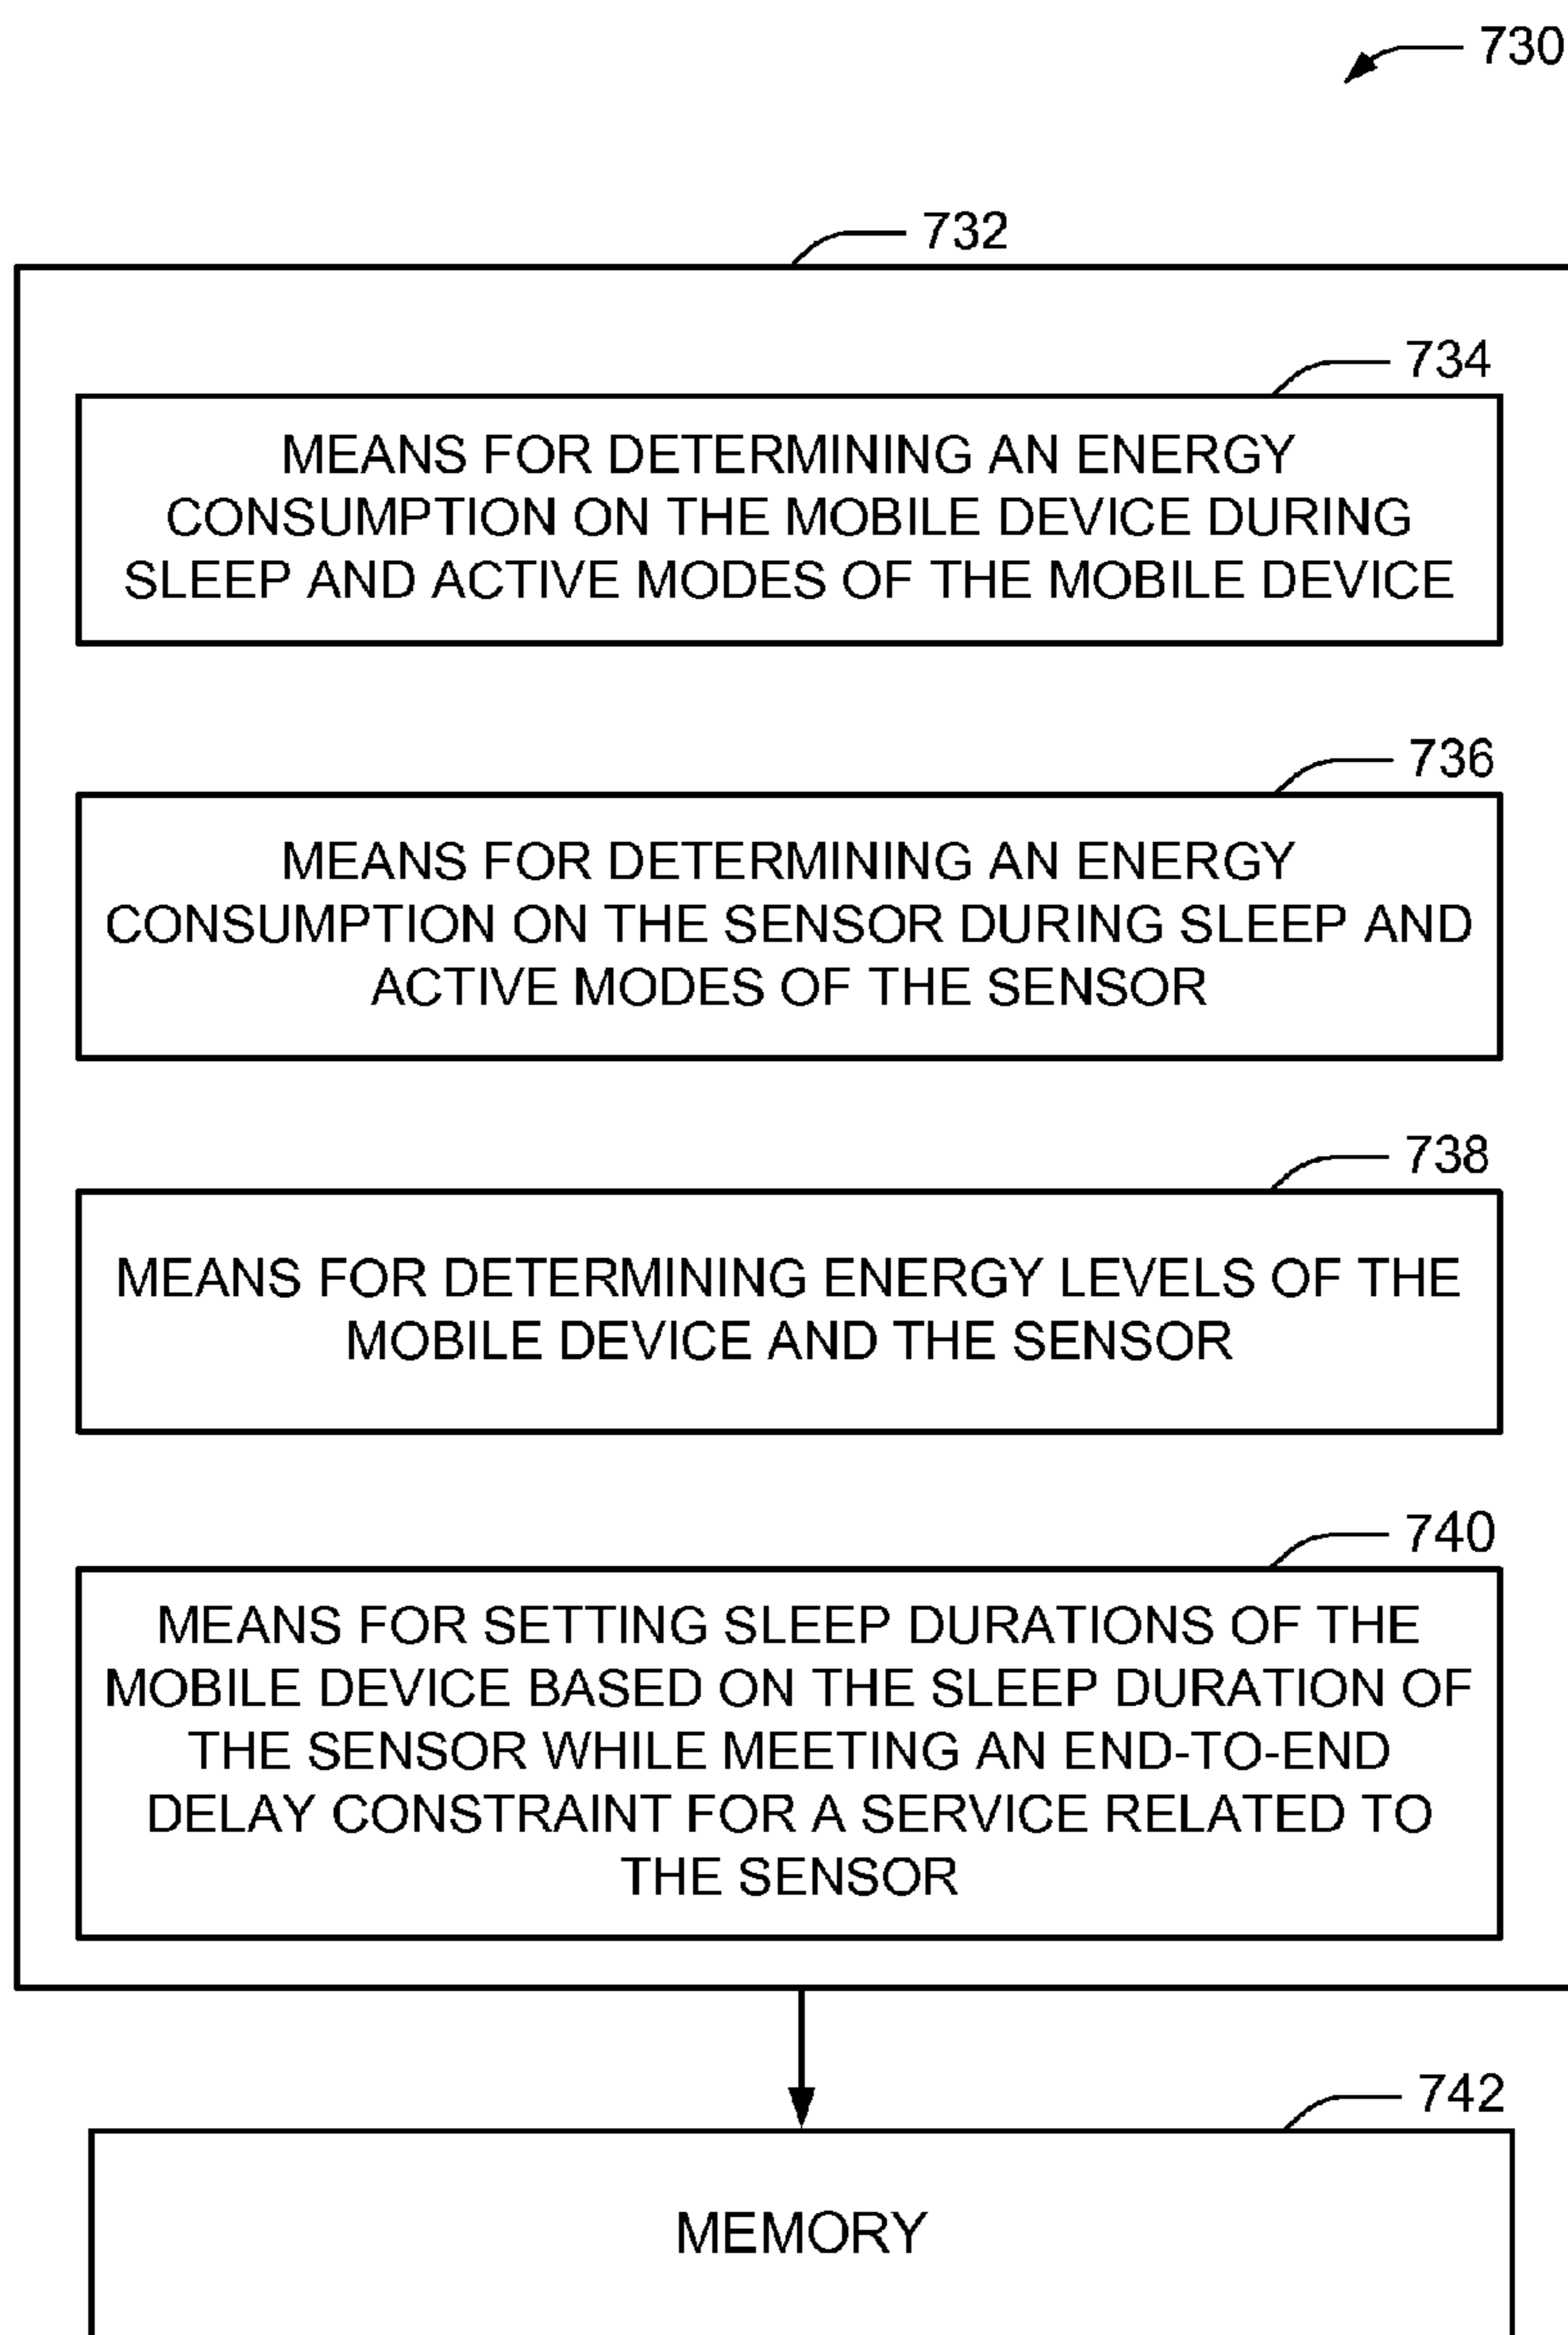 730
732
734
MEANS FOR DETERMINING AN ENERGY
CONSUMPTION ON THE MOBILE DEVICE DURING
SLEEP AND ACTIVE MODES OF THE MOBILE DEVICE
736
MEANS FOR DETERMINING AN ENERGY
CONSUMPTION ON THE SENSOR DURING SLEEP AND
ACTIVE MODES OF THE SENSOR
738
MEANS FOR DETERMINING ENERGY LEVELS OF THE
MOBILE DEVICE AND THE SENSOR
740
MEANS FOR SETTING SLEEP DURATIONS OF THE
MOBILE DEVICE BASED ON THE SLEEP DURATION OF
THE SENSOR WHILE MEETING AN END-TO-END
DELAY CONSTRAINT FOR A SERVICE RELATED TO
THE SENSOR
742
MEMORY